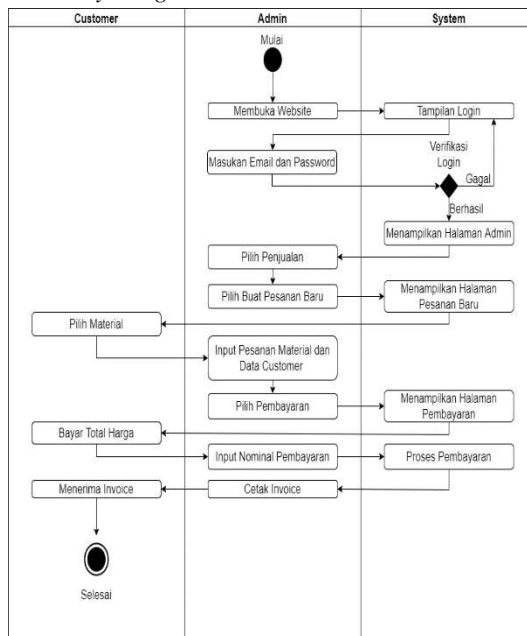 Customer
Admin
System
Mulai
Membuka Website
Tampilan Login
Masukan Email dan Password
Verifikasi
Login
Gagal
Berhasil
Menampilkan Halaman Admin
Pilih Penjualan
Pilih Buat Pesanan Baru
Menampilkan Halaman
Pesanan Baru
Pilih Material
Input Pesanan Material dan
Data Customer
Pilih Pembayaran
Menampilkan Halaman
Pembayaran
Bayar Total Harga
Input Nominal Pembayaran
Proses Pembayaran
Menerima Invoice
Cetak Invoice
Selesai